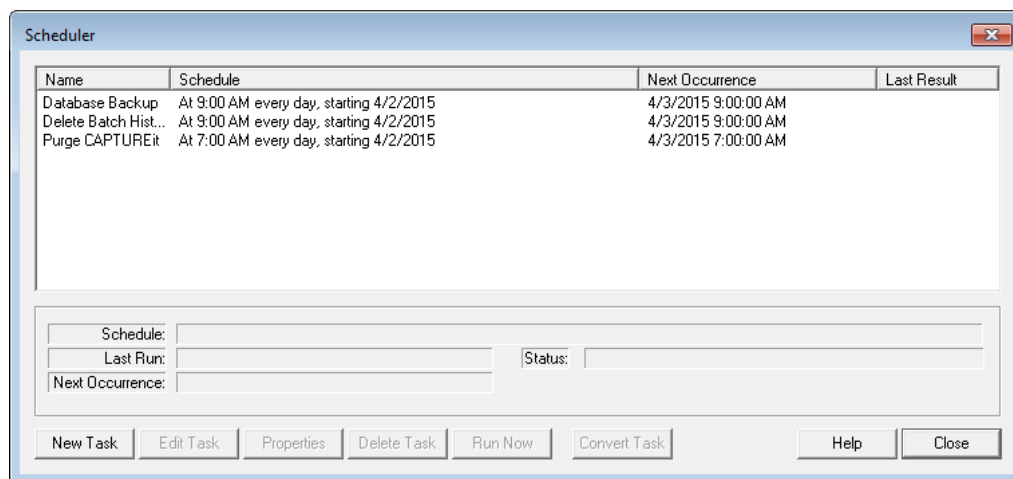 Scheduler
Name Schedule Next Occurrence Last Result
Database Backup At 9:00 AM every day, starting 4/2/2015 4/3/2015 9:00:00 AM
Delete Batch Hist... At 9:00 AM every day, starting 4/2/2015 4/3/2015 9:00:00 AM
Purge CAPTUREit At 7:00 AM every day, starting 4/2/2015 4/3/2015 7:00:00 AM
Schedule:
Last Run: Status:
Next Occurrence:
New Task Edit Task Properties Delete Task Run Now Convert Task Help Close